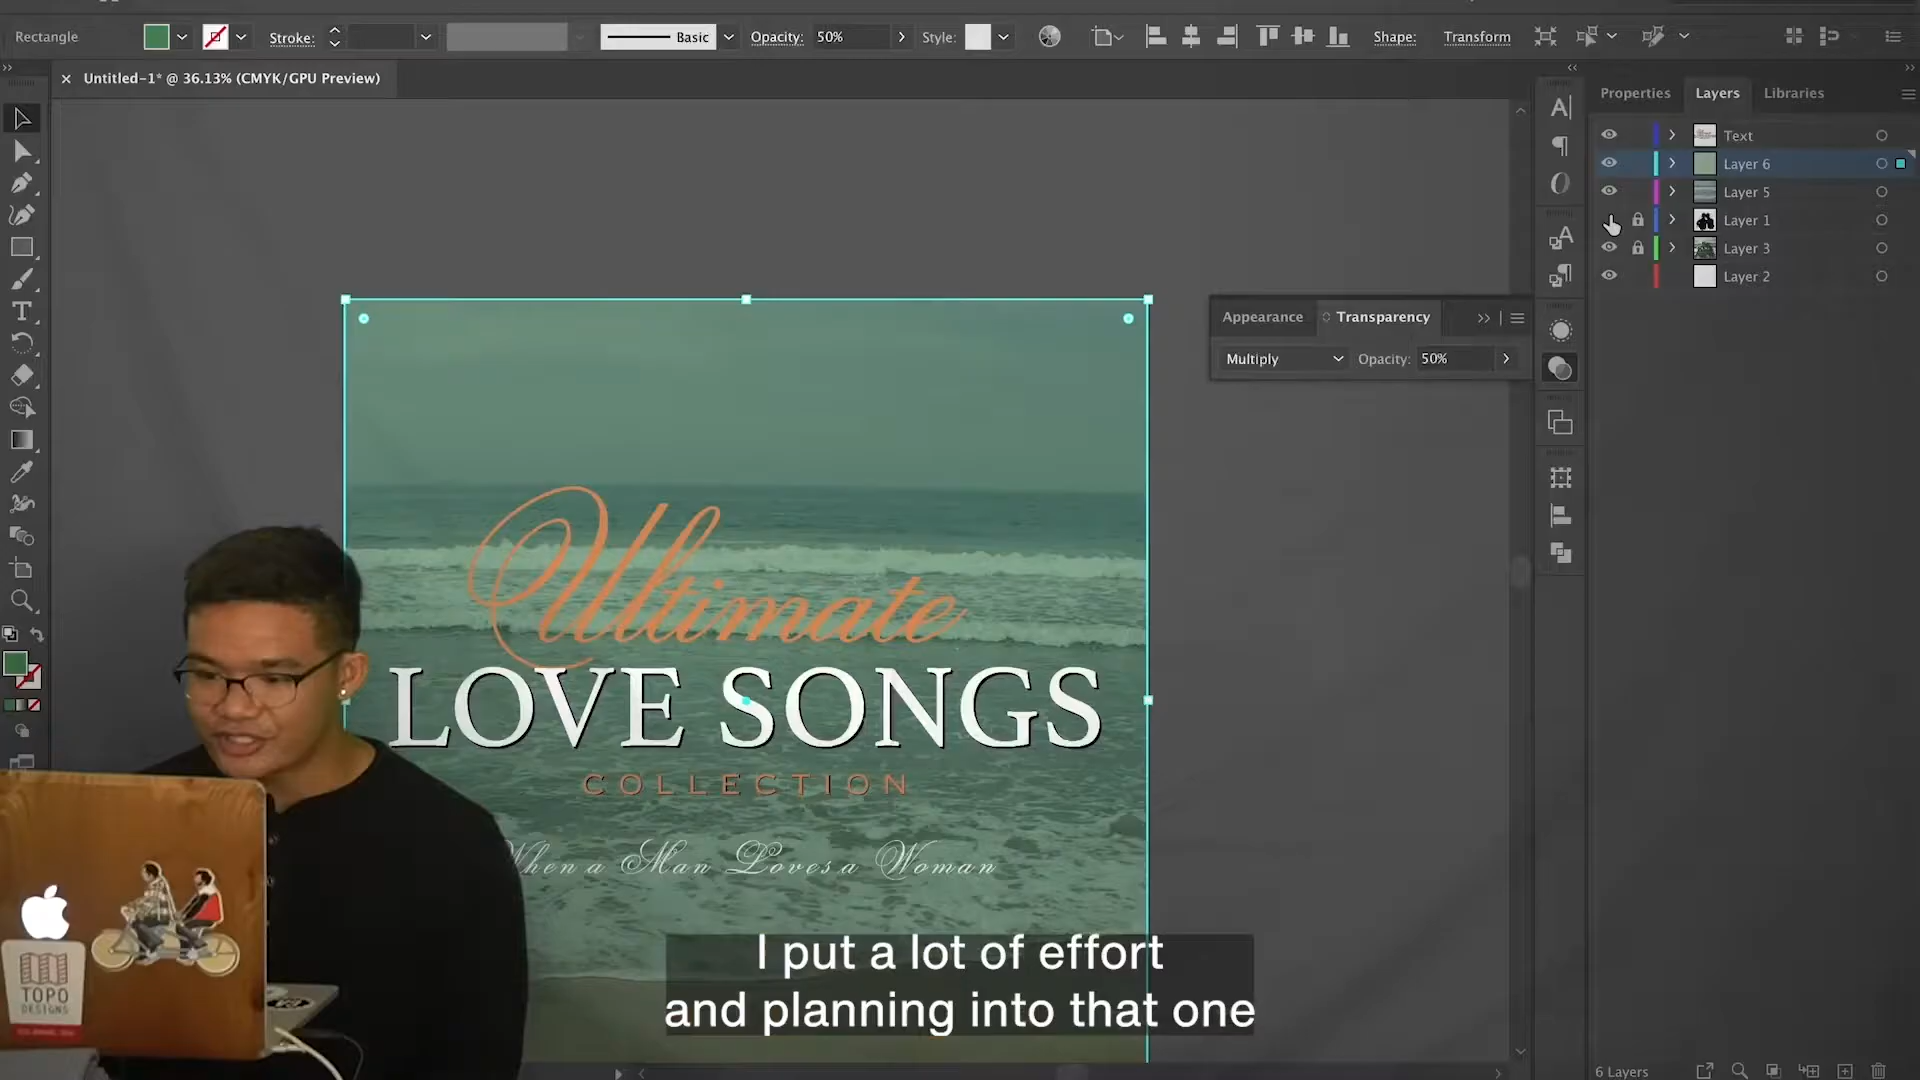 Rectangle
Stroke:
Basic
Opacity: 50%
Style:
Shape:
Transform
Untitled-1* @ 36.13% (CMYK/GPU Preview)
Properties
Layers
Libraries
Text
Layer 6
Layer 5
Layer 1
Layer 3
Layer 2
Appearance
Transparency
Multiply
Opacity: 50%
Ultimate
LOVE SONGS
COLLECTION
When a Man Loves a Woman
TOPO
DESIGNS
I put a lot of effort
and planning into that one
6 Layers